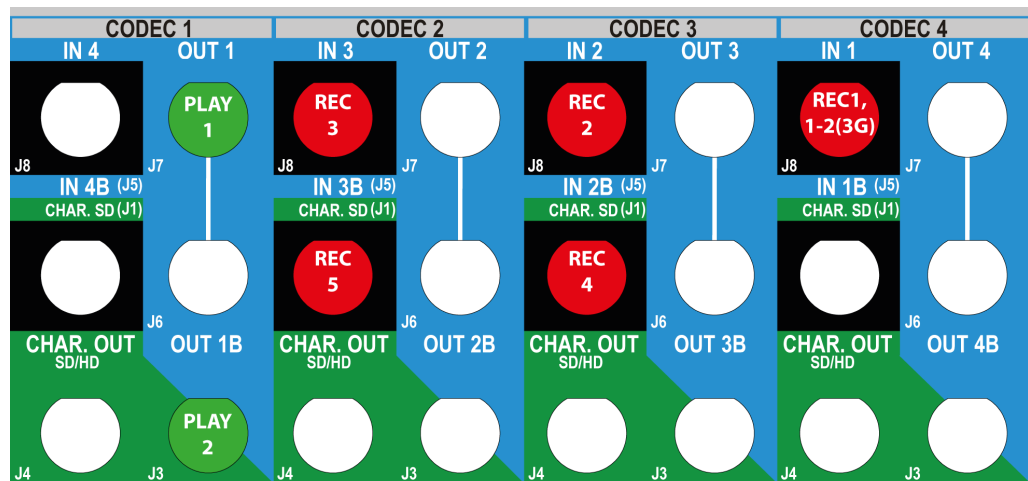 CODEC 1 CODEC 2 CODEC 3 CODEC 4
IN 4 OUT 1 IN 3 OUT 2 IN 2 OUT 3 IN 1 OUT 4
PLAY REC REC REC1,
1 3 2 1-2(3G)
J8 J7 J8 J7 J8 J7 J8 J7
IN 4B (J5) IN 3B (J5) IN 2B (J5) IN 1B (J5)
CHAR. SD (J1) CHAR. SD (J1) CHAR. SD (J1) CHAR. SD (J1)
REC REC
5 4
J6 J6 J6 J6
CHAR. OUT OUT 1B CHAR. OUT OUT 2B CHAR. OUT OUT 3B CHAR. OUT OUT 4B
SD/HD SD/HD SD/HD SD/HD
PLAY
2
J4 J3 J4 J3 J4 J3 J4 J3